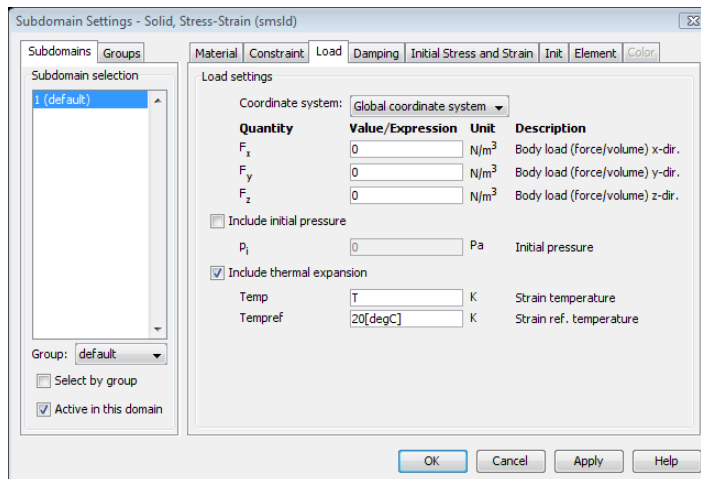 Subdomain Settings - Solid, Stress-Strain (smsld)
Subdomains Groups
Subdomain selection
1 (default)
Group: default
Select by group
Active in this domain
Material Constraint Load Damping Initial Stress and Strain Init Element Color
Load settings
Coordinate system: Global coordinate system
Quantity Value/Expression Unit Description
Fx 0 N/m³ Body load (force/volume) x-dir.
Fy 0 N/m³ Body load (force/volume) y-dir.
Fz 0 N/m³ Body load (force/volume) z-dir.
Include initial pressure
pi 0 Pa Initial pressure
Include thermal expansion
Temp T K Strain temperature
Tempref 20[degC] K Strain ref. temperature
OK Cancel Apply Help